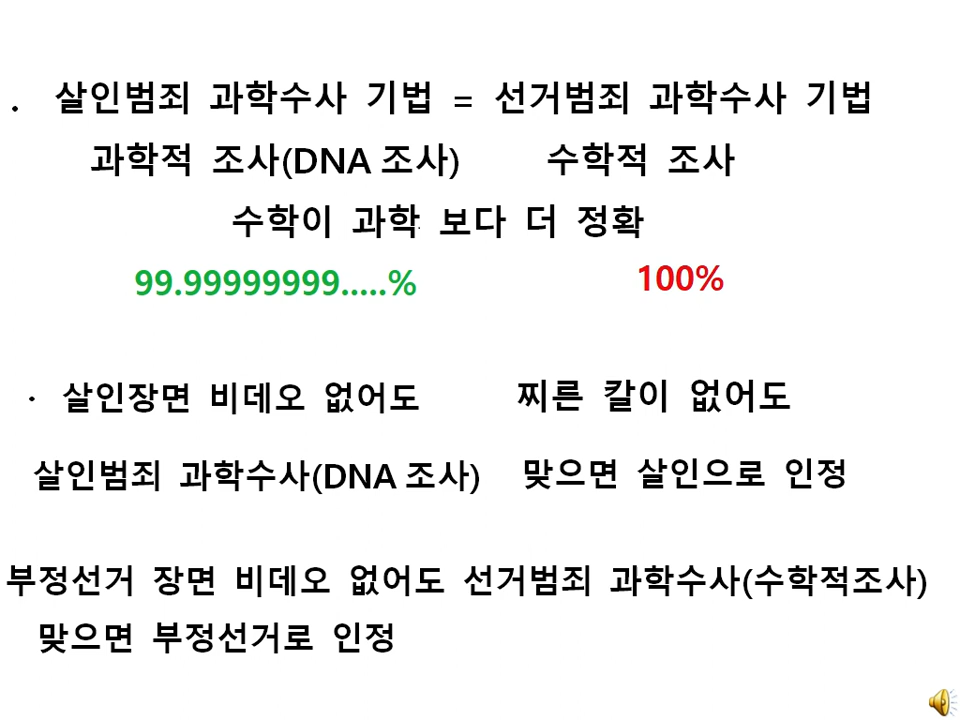 . 살인범죄 과학수사 기법 = 선거범죄 과학수사 기법
과학적 조사(DNA 조사) 수학적 조사
수학이 과학 보다 더 정확
99.99999999.....% 100%
· 살인장면 비데오 없어도 찌른 칼이 없어도
살인범죄 과학수사(DNA 조사) 맞으면 살인으로 인정
부정선거 장면 비데오 없어도 선거범죄 과학수사(수학적조사)
맞으면 부정선거로 인정